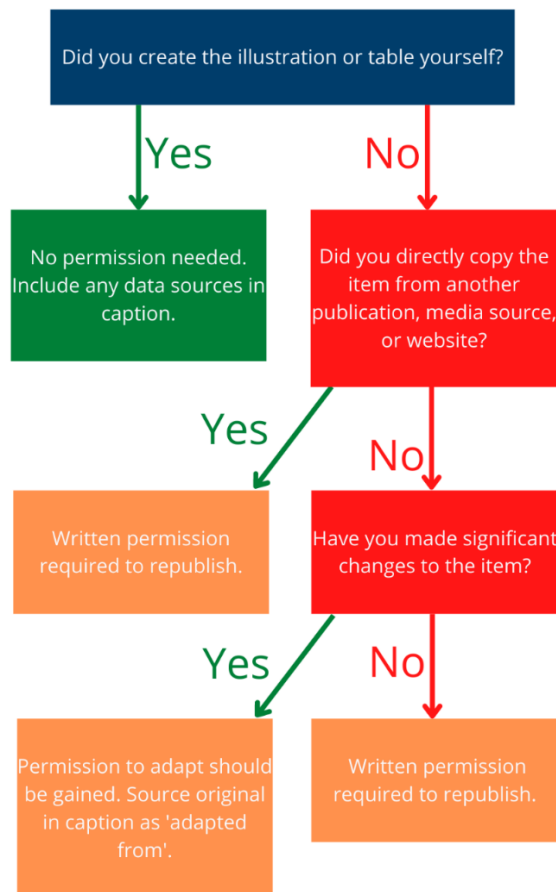 Did you create the illustration or table yourself?
Yes
No
No permission needed.
Include any data sources in
caption.
Did you directly copy the
item from another
publication, media source,
or website?
Yes
No
Written permission
required to republish.
Have you made significant
changes to the item?
Yes
No
Permission to adapt should
be gained. Source original
in caption as 'adapted
from'.
Written permission
required to republish.